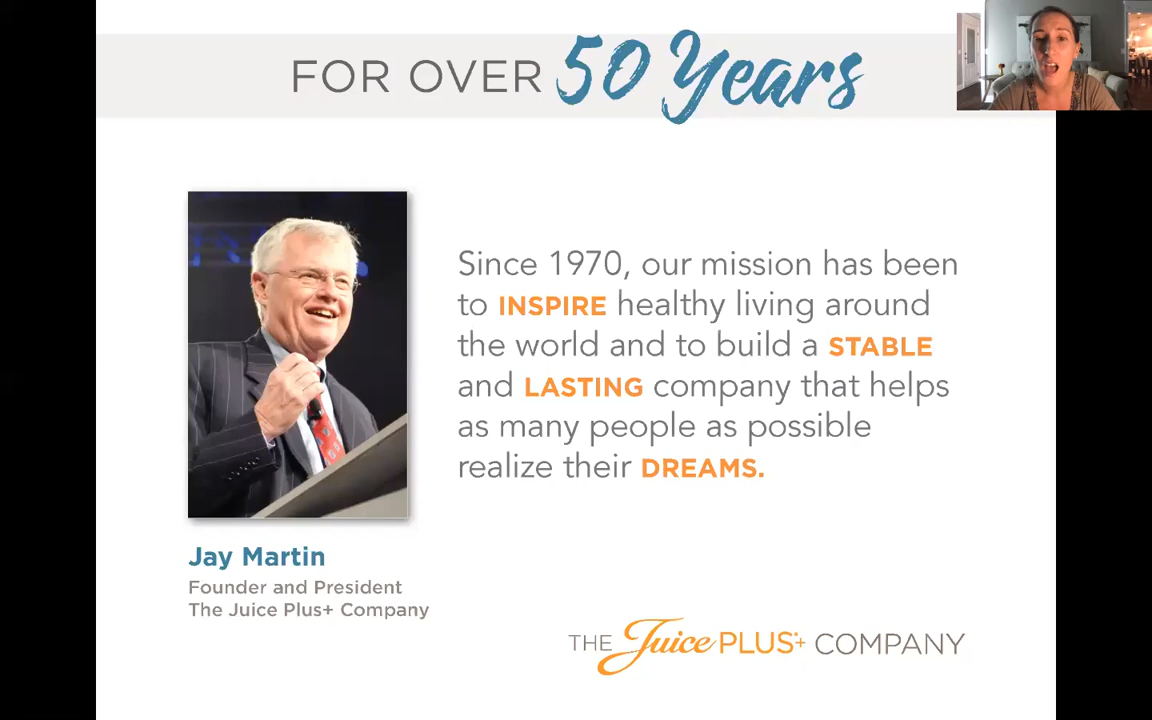 FOR OVER 50 Years
Since 1970, our mission has been
to INSPIRE healthy living around
the world and to build a STABLE
and LASTING company that helps
as many people as possible
realize their DREAMS.
Jay Martin
Founder and President
The Juice Plus+ Company
THE Juice PLUS+ COMPANY